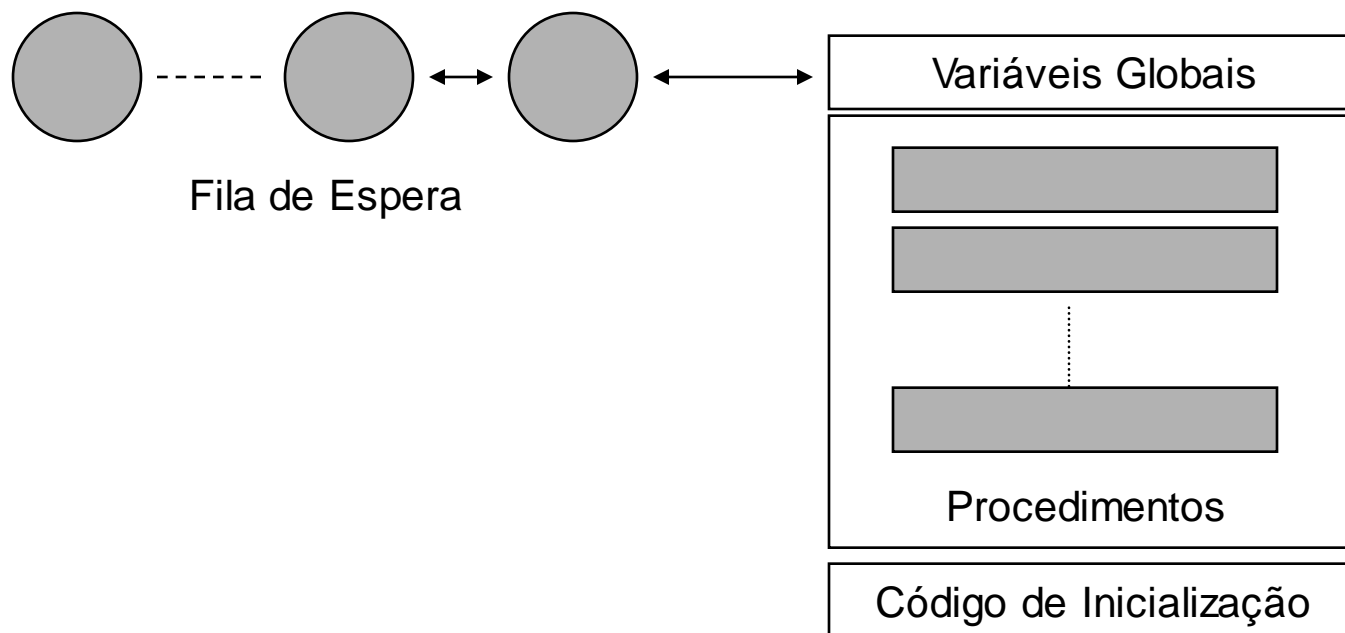 Variáveis Globais
Fila de Espera
Procedimentos
Código de Inicialização